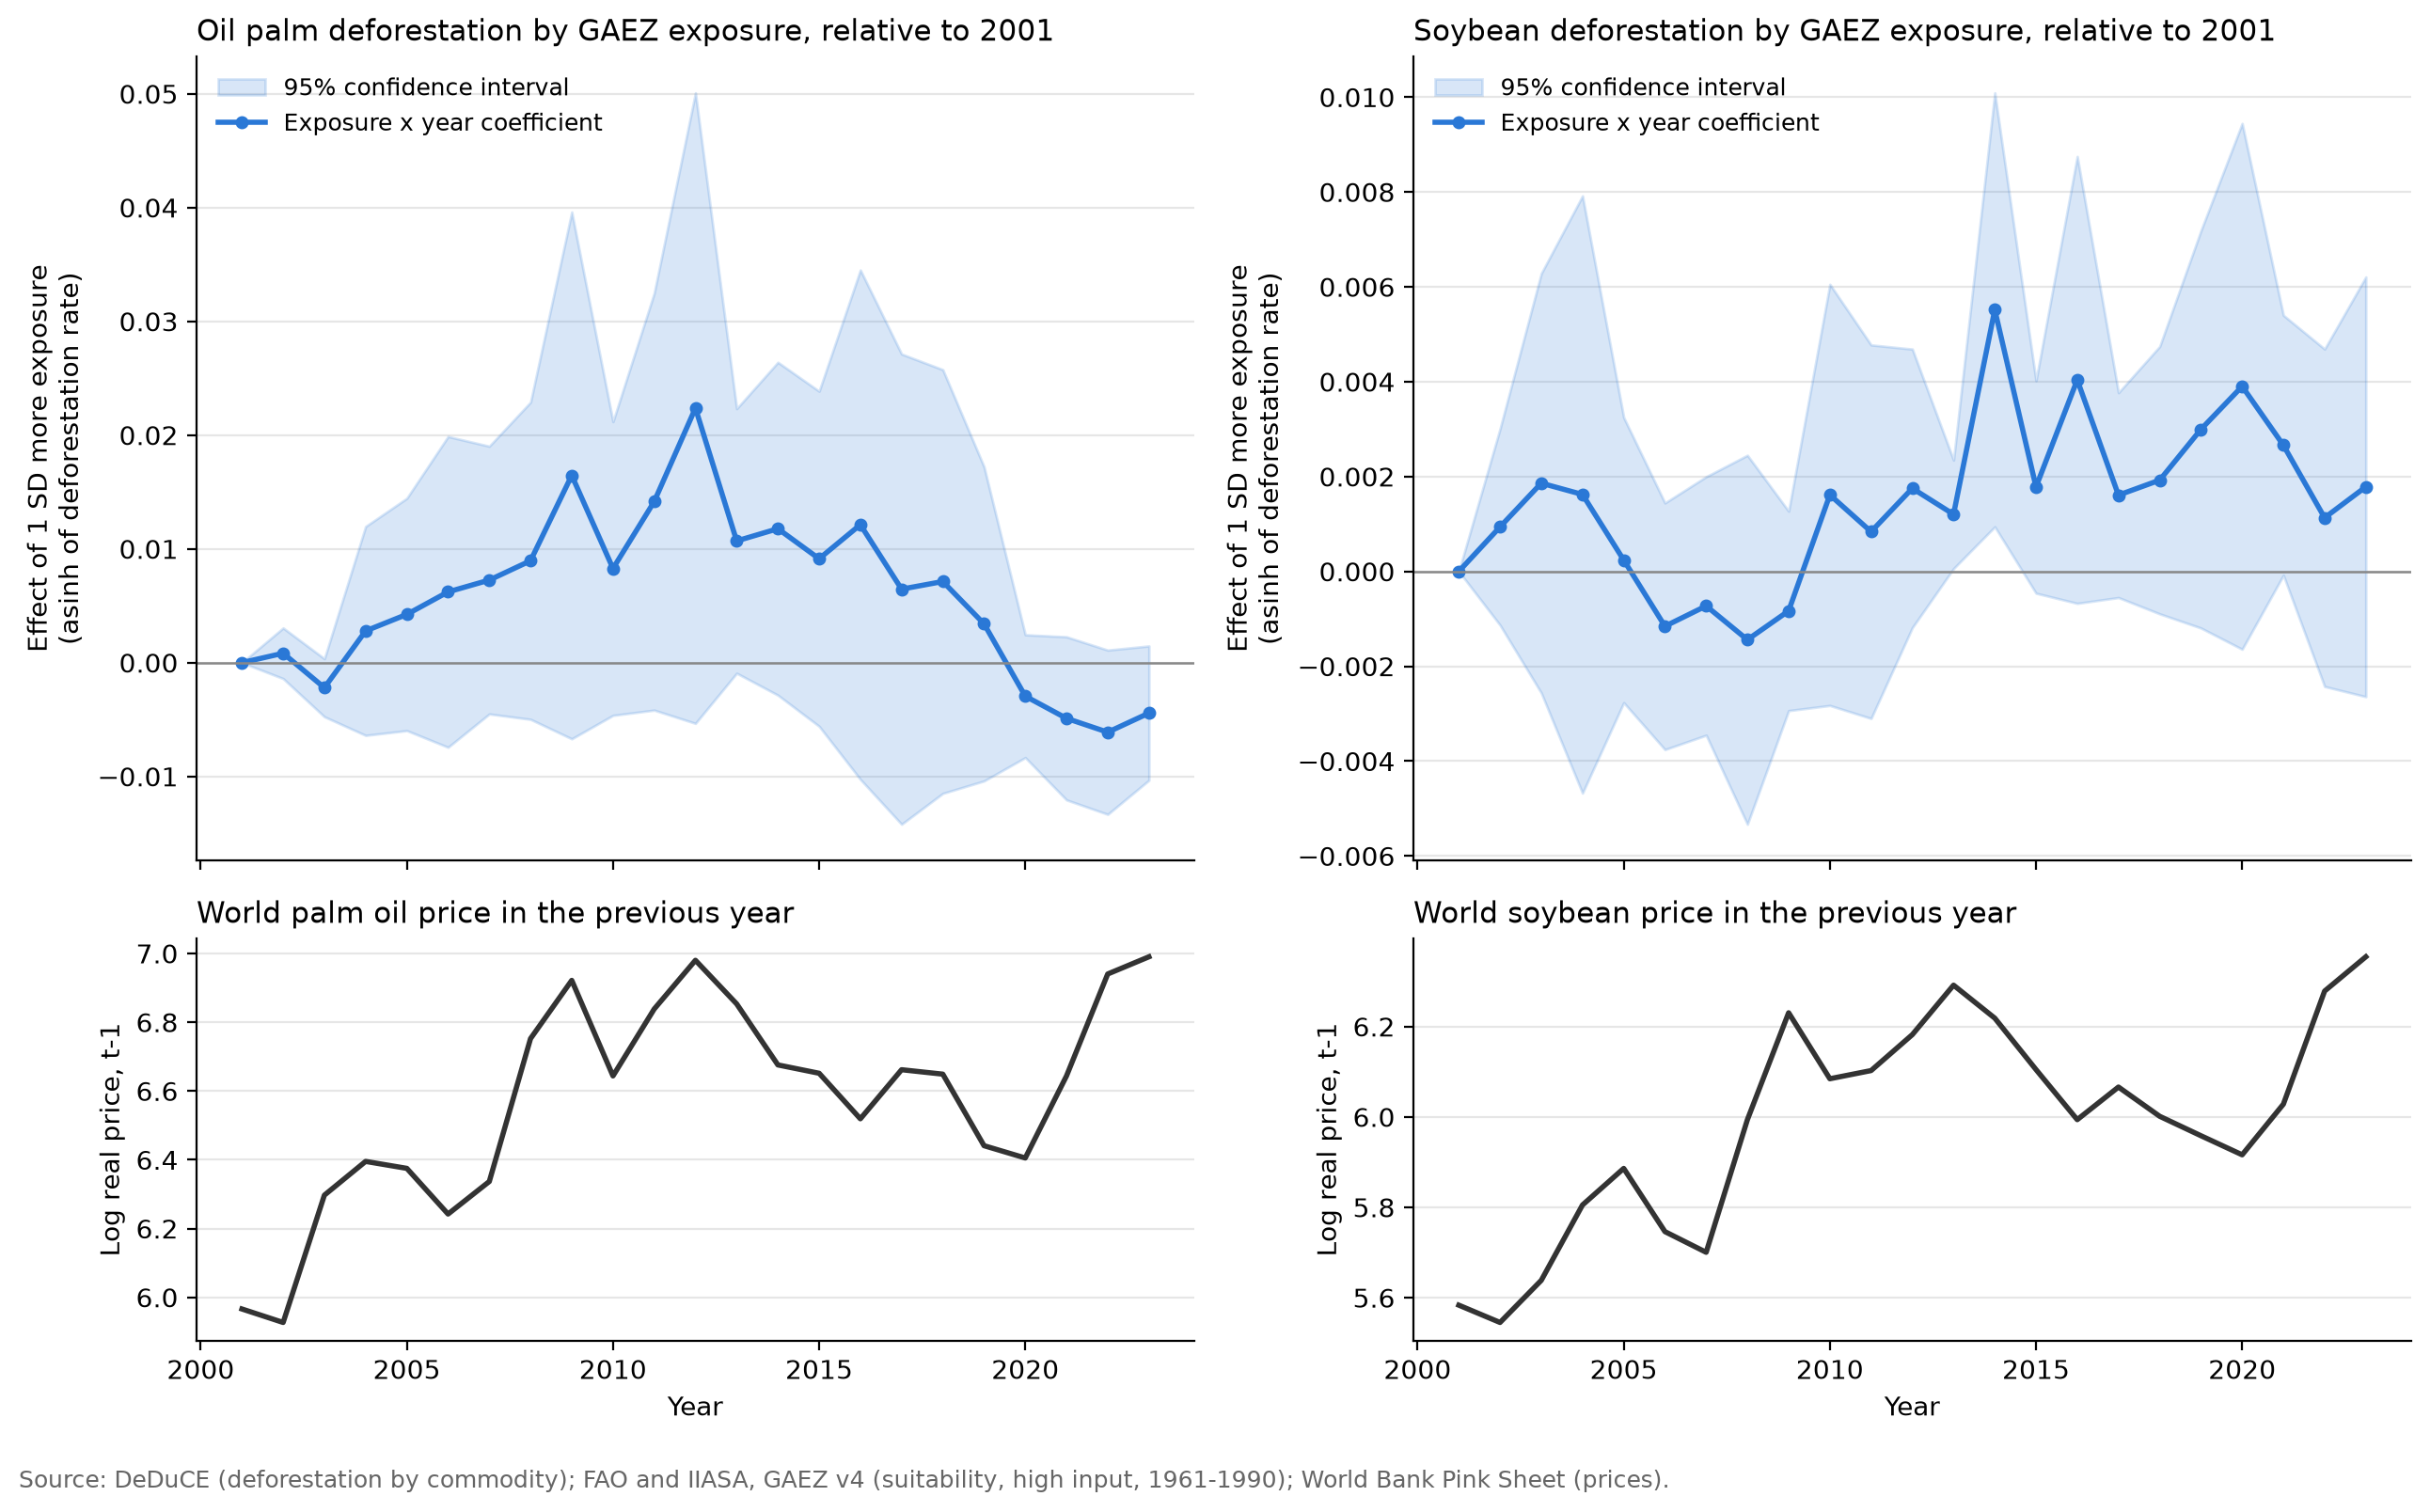 Oil palm deforestation by GAEZ exposure, relative to 2001
95% confidence interval
Exposure x year coefficient
Effect of 1 SD more exposure
(asinh of deforestation rate)
0.05
0.04
0.03
0.02
0.01
0.00
−0.01
Soybean deforestation by GAEZ exposure, relative to 2001
95% confidence interval
Exposure x year coefficient
Effect of 1 SD more exposure
(asinh of deforestation rate)
0.010
0.008
0.006
0.004
0.002
0.000
−0.002
−0.004
−0.006
World palm oil price in the previous year
Log real price, t-1
7.0
6.8
6.6
6.4
6.2
6.0
2000 2005 2010 2015 2020
Year
World soybean price in the previous year
Log real price, t-1
6.2
6.0
5.8
5.6
2000 2005 2010 2015 2020
Year
Source: DeDuCE (deforestation by commodity); FAO and IIASA, GAEZ v4 (suitability, high input, 1961-1990); World Bank Pink Sheet (prices).